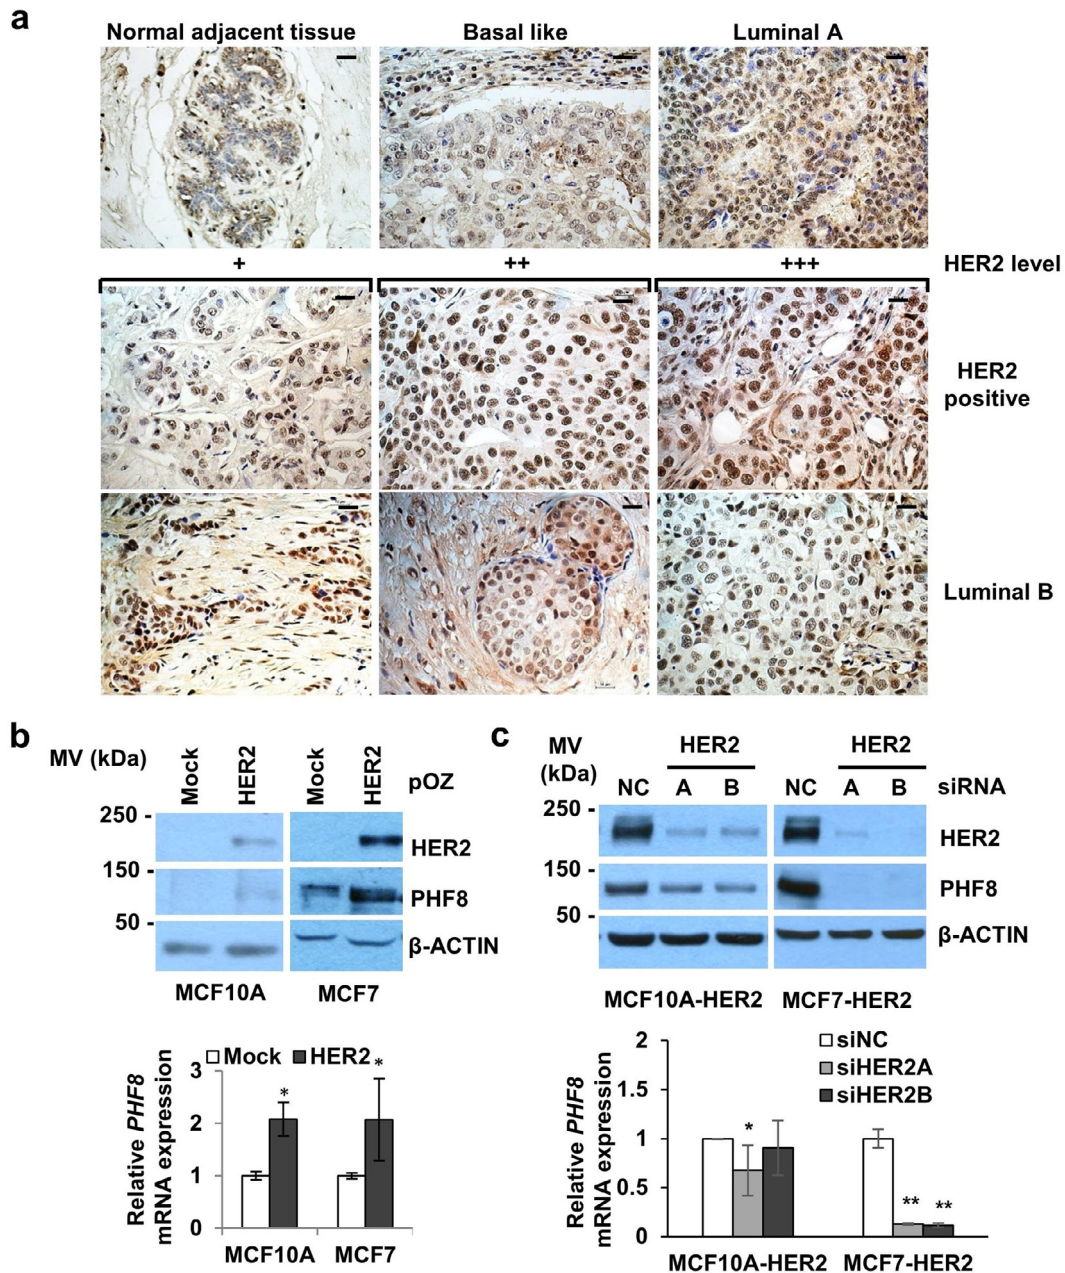 a
Normal adjacent tissue Basal like Luminal A
+ ++ +++ HER2 level
HER2
positive
Luminal B
b
MV (kDa) Mock HER2 Mock HER2 pOZ
250 -
HER2
150 -
PHF8
50 -
β-ACTIN
MCF10A MCF7
Mock HER2
Relative PHF8
mRNA expression
3
2
1
0
* *
MCF10A MCF7
c
MV
(kDa)
HER2 HER2
NC A B NC A B siRNA
250 -
HER2
150 -
PHF8
50 -
β-ACTIN
MCF10A-HER2 MCF7-HER2
siNC
siHER2A
siHER2B
Relative PHF8
mRNA expression
2
1.5
1
0.5
0
* ** **
MCF10A-HER2 MCF7-HER2